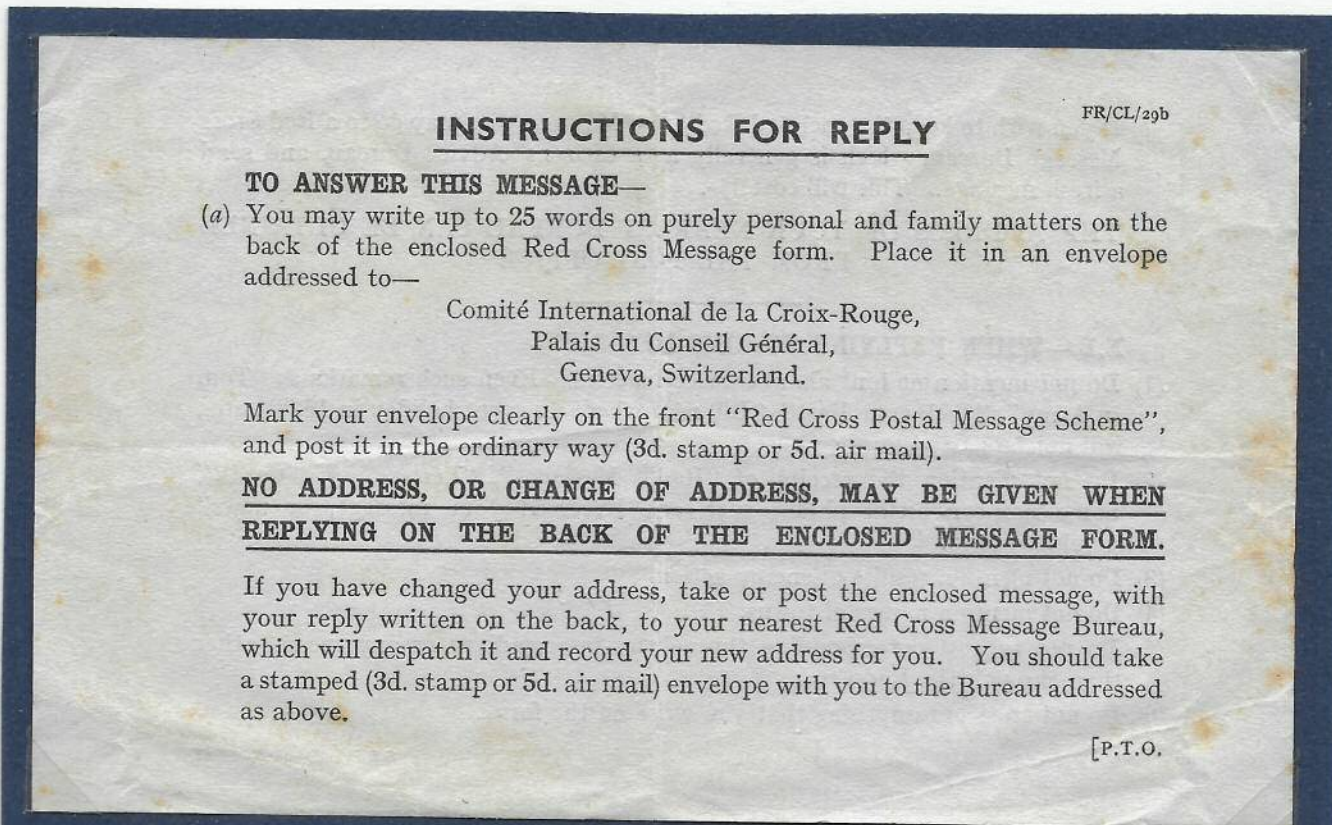 FR/CL/29b
INSTRUCTIONS FOR REPLY
TO ANSWER THIS MESSAGE—
(a) You may write up to 25 words on purely personal and family matters on the
back of the enclosed Red Cross Message form. Place it in an envelope
addressed to—
Comité International de la Croix-Rouge,
Palais du Conseil Général,
Geneva, Switzerland.
Mark your envelope clearly on the front “Red Cross Postal Message Scheme”,
and post it in the ordinary way (3d. stamp or 5d. air mail).
NO ADDRESS, OR CHANGE OF ADDRESS, MAY BE GIVEN WHEN
REPLYING ON THE BACK OF THE ENCLOSED MESSAGE FORM.
If you have changed your address, take or post the enclosed message, with
your reply written on the back, to your nearest Red Cross Message Bureau,
which will despatch it and record your new address for you. You should take
a stamped (3d. stamp or 5d. air mail) envelope with you to the Bureau addressed
as above.
[P.T.O.